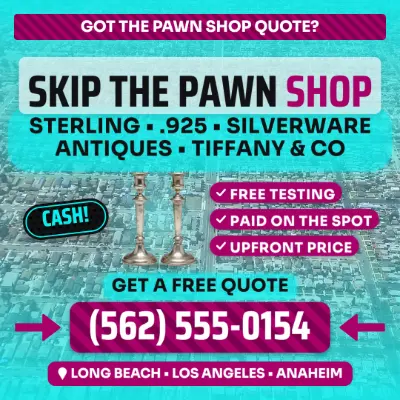 GOT THE PAWN SHOP QUOTE?
SKIP THE PAWN SHOP
STERLING ▪ .925 ▪ SILVERWARE
ANTIQUES ▪ TIFFANY & CO
CASH!
✓ FREE TESTING
✓ PAID ON THE SPOT
✓ UPFRONT PRICE
GET A FREE QUOTE
(562) 555-0154
LONG BEACH ▪ LOS ANGELES ▪ ANAHEIM